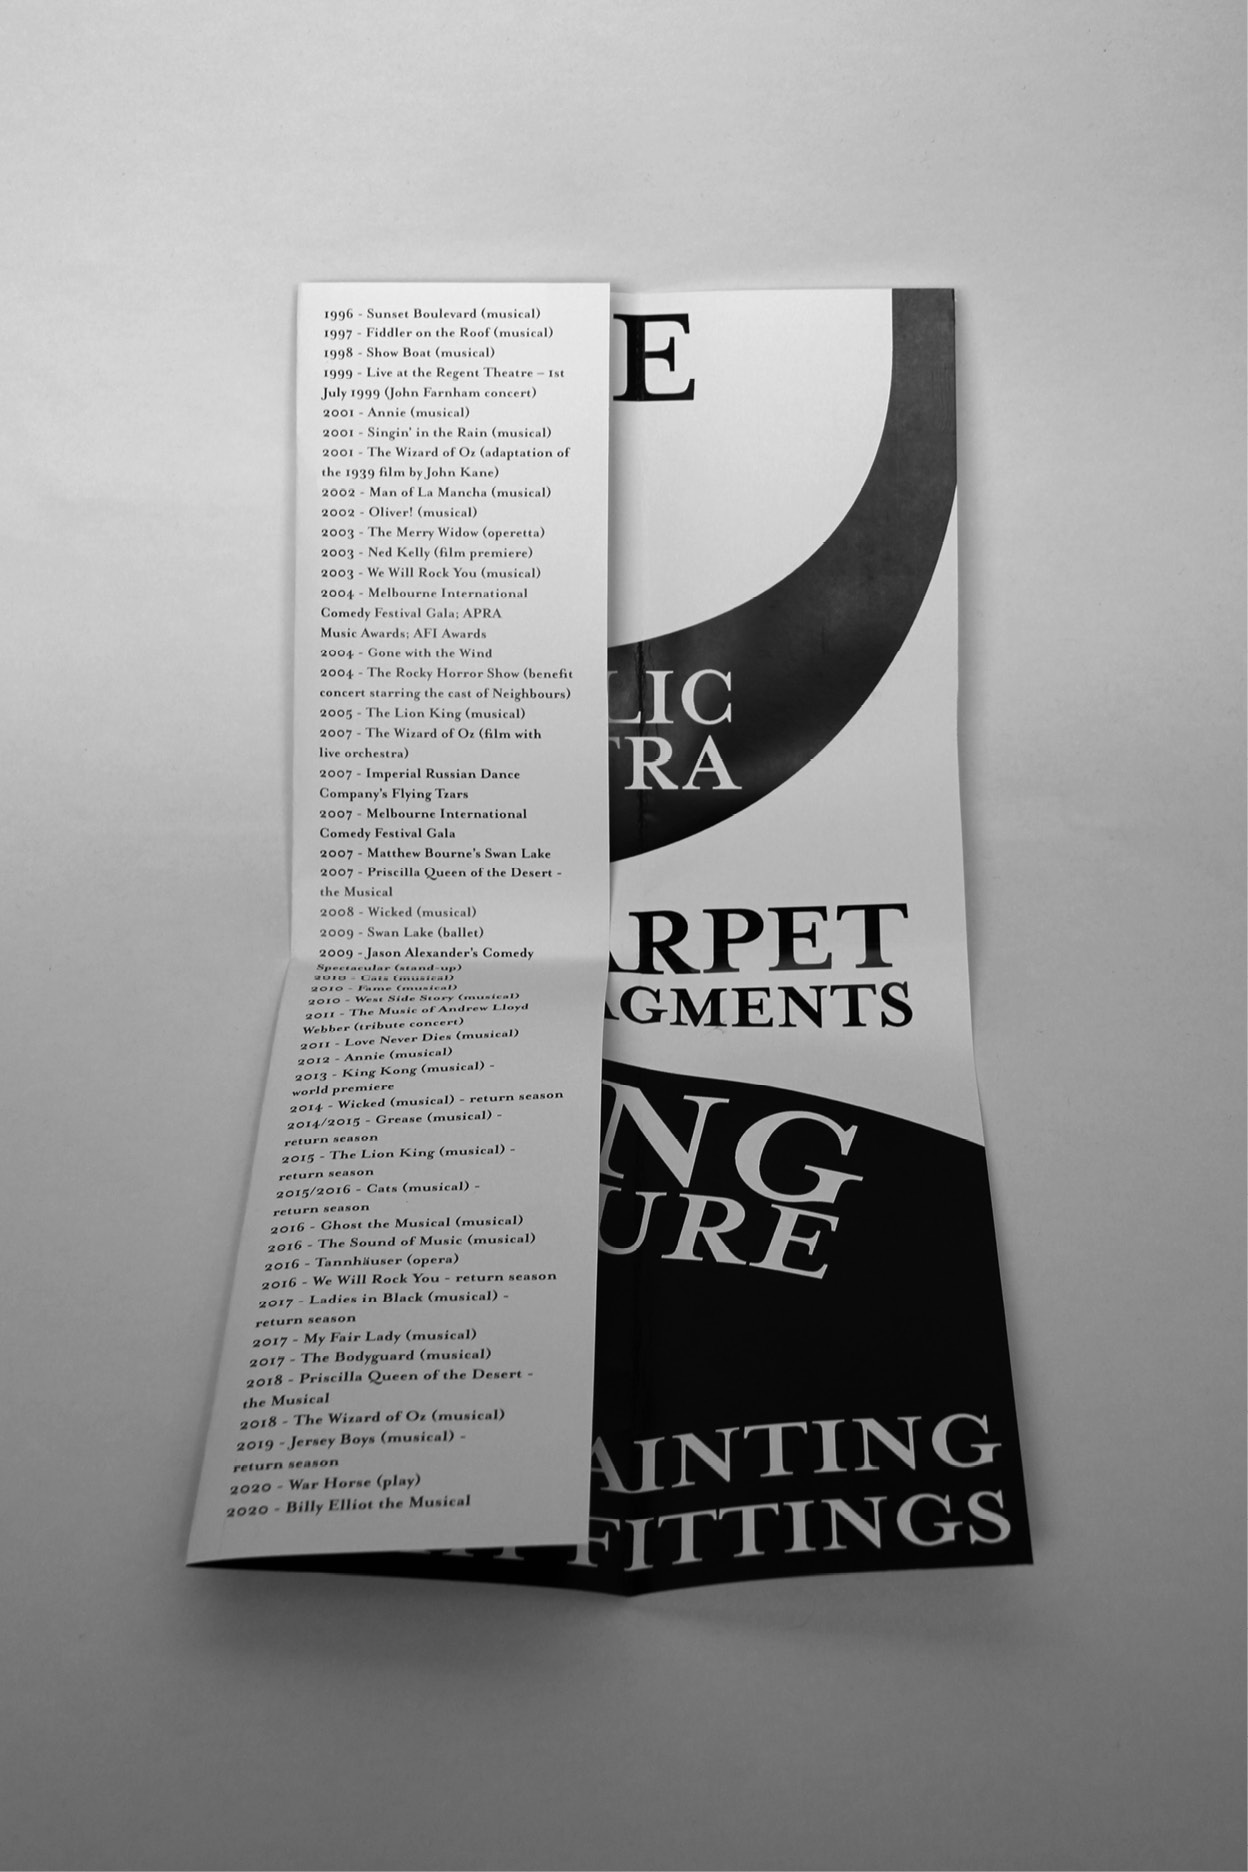 1996 - Sunset Boulevard (musical)
1997 - Fiddler on the Roof (musical)
1998 - Show Boat (musical)
1999 - Live at the Regent Theatre – 1st
July 1999 (John Farnham concert)
2001 - Annie (musical)
2001 - Singin' in the Rain (musical)
2001 - The Wizard of Oz (adaptation of
the 1939 film by John Kane)
2002 - Man of La Mancha (musical)
2002 - Oliver! (musical)
2003 - The Merry Widow (operetta)
2003 - Ned Kelly (film premiere)
2003 - We Will Rock You (musical)
2004 - Melbourne International
Comedy Festival Gala; APRA
Music Awards; AFI Awards
2004 - Gone with the Wind
2004 - The Rocky Horror Show (benefit
concert starring the cast of Neighbours)
2005 - The Lion King (musical)
2007 - The Wizard of Oz (film with
live orchestra)
2007 - Imperial Russian Dance
Company's Flying Tzars
2007 - Melbourne International
Comedy Festival Gala
2007 - Matthew Bourne's Swan Lake
2007 - Priscilla Queen of the Desert -
the Musical
2008 - Wicked (musical)
2009 - Swan Lake (ballet)
2009 - Jason Alexander's Comedy
Spectacular (stand-up)
2010 - Cats (musical)
2010 - Fame (musical)
2010 - West Side Story (musical)
2011 - The Music of Andrew Lloyd
Webber (tribute concert)
2011 - Love Never Dies (musical)
2012 - Annie (musical)
2013 - King Kong (musical) -
world premiere
2014 - Wicked (musical) - return season
2014/2015 - Grease (musical) -
return season
2015 - The Lion King (musical) -
return season
2015/2016 - Cats (musical) -
return season
2016 - Ghost the Musical (musical)
2016 - The Sound of Music (musical)
2016 - Tannhäuser (opera)
2016 - We Will Rock You - return season
2017 - Ladies in Black (musical) -
return season
2017 - My Fair Lady (musical)
2017 - The Bodyguard (musical)
2018 - Priscilla Queen of the Desert -
the Musical
2018 - The Wizard of Oz (musical)
2019 - Jersey Boys (musical) -
return season
2020 - War Horse (play)
2020 - Billy Elliot the Musical
E
LIC
TRA
ARPET
AGMENTS
NG
URE
AINTING
FITTINGS